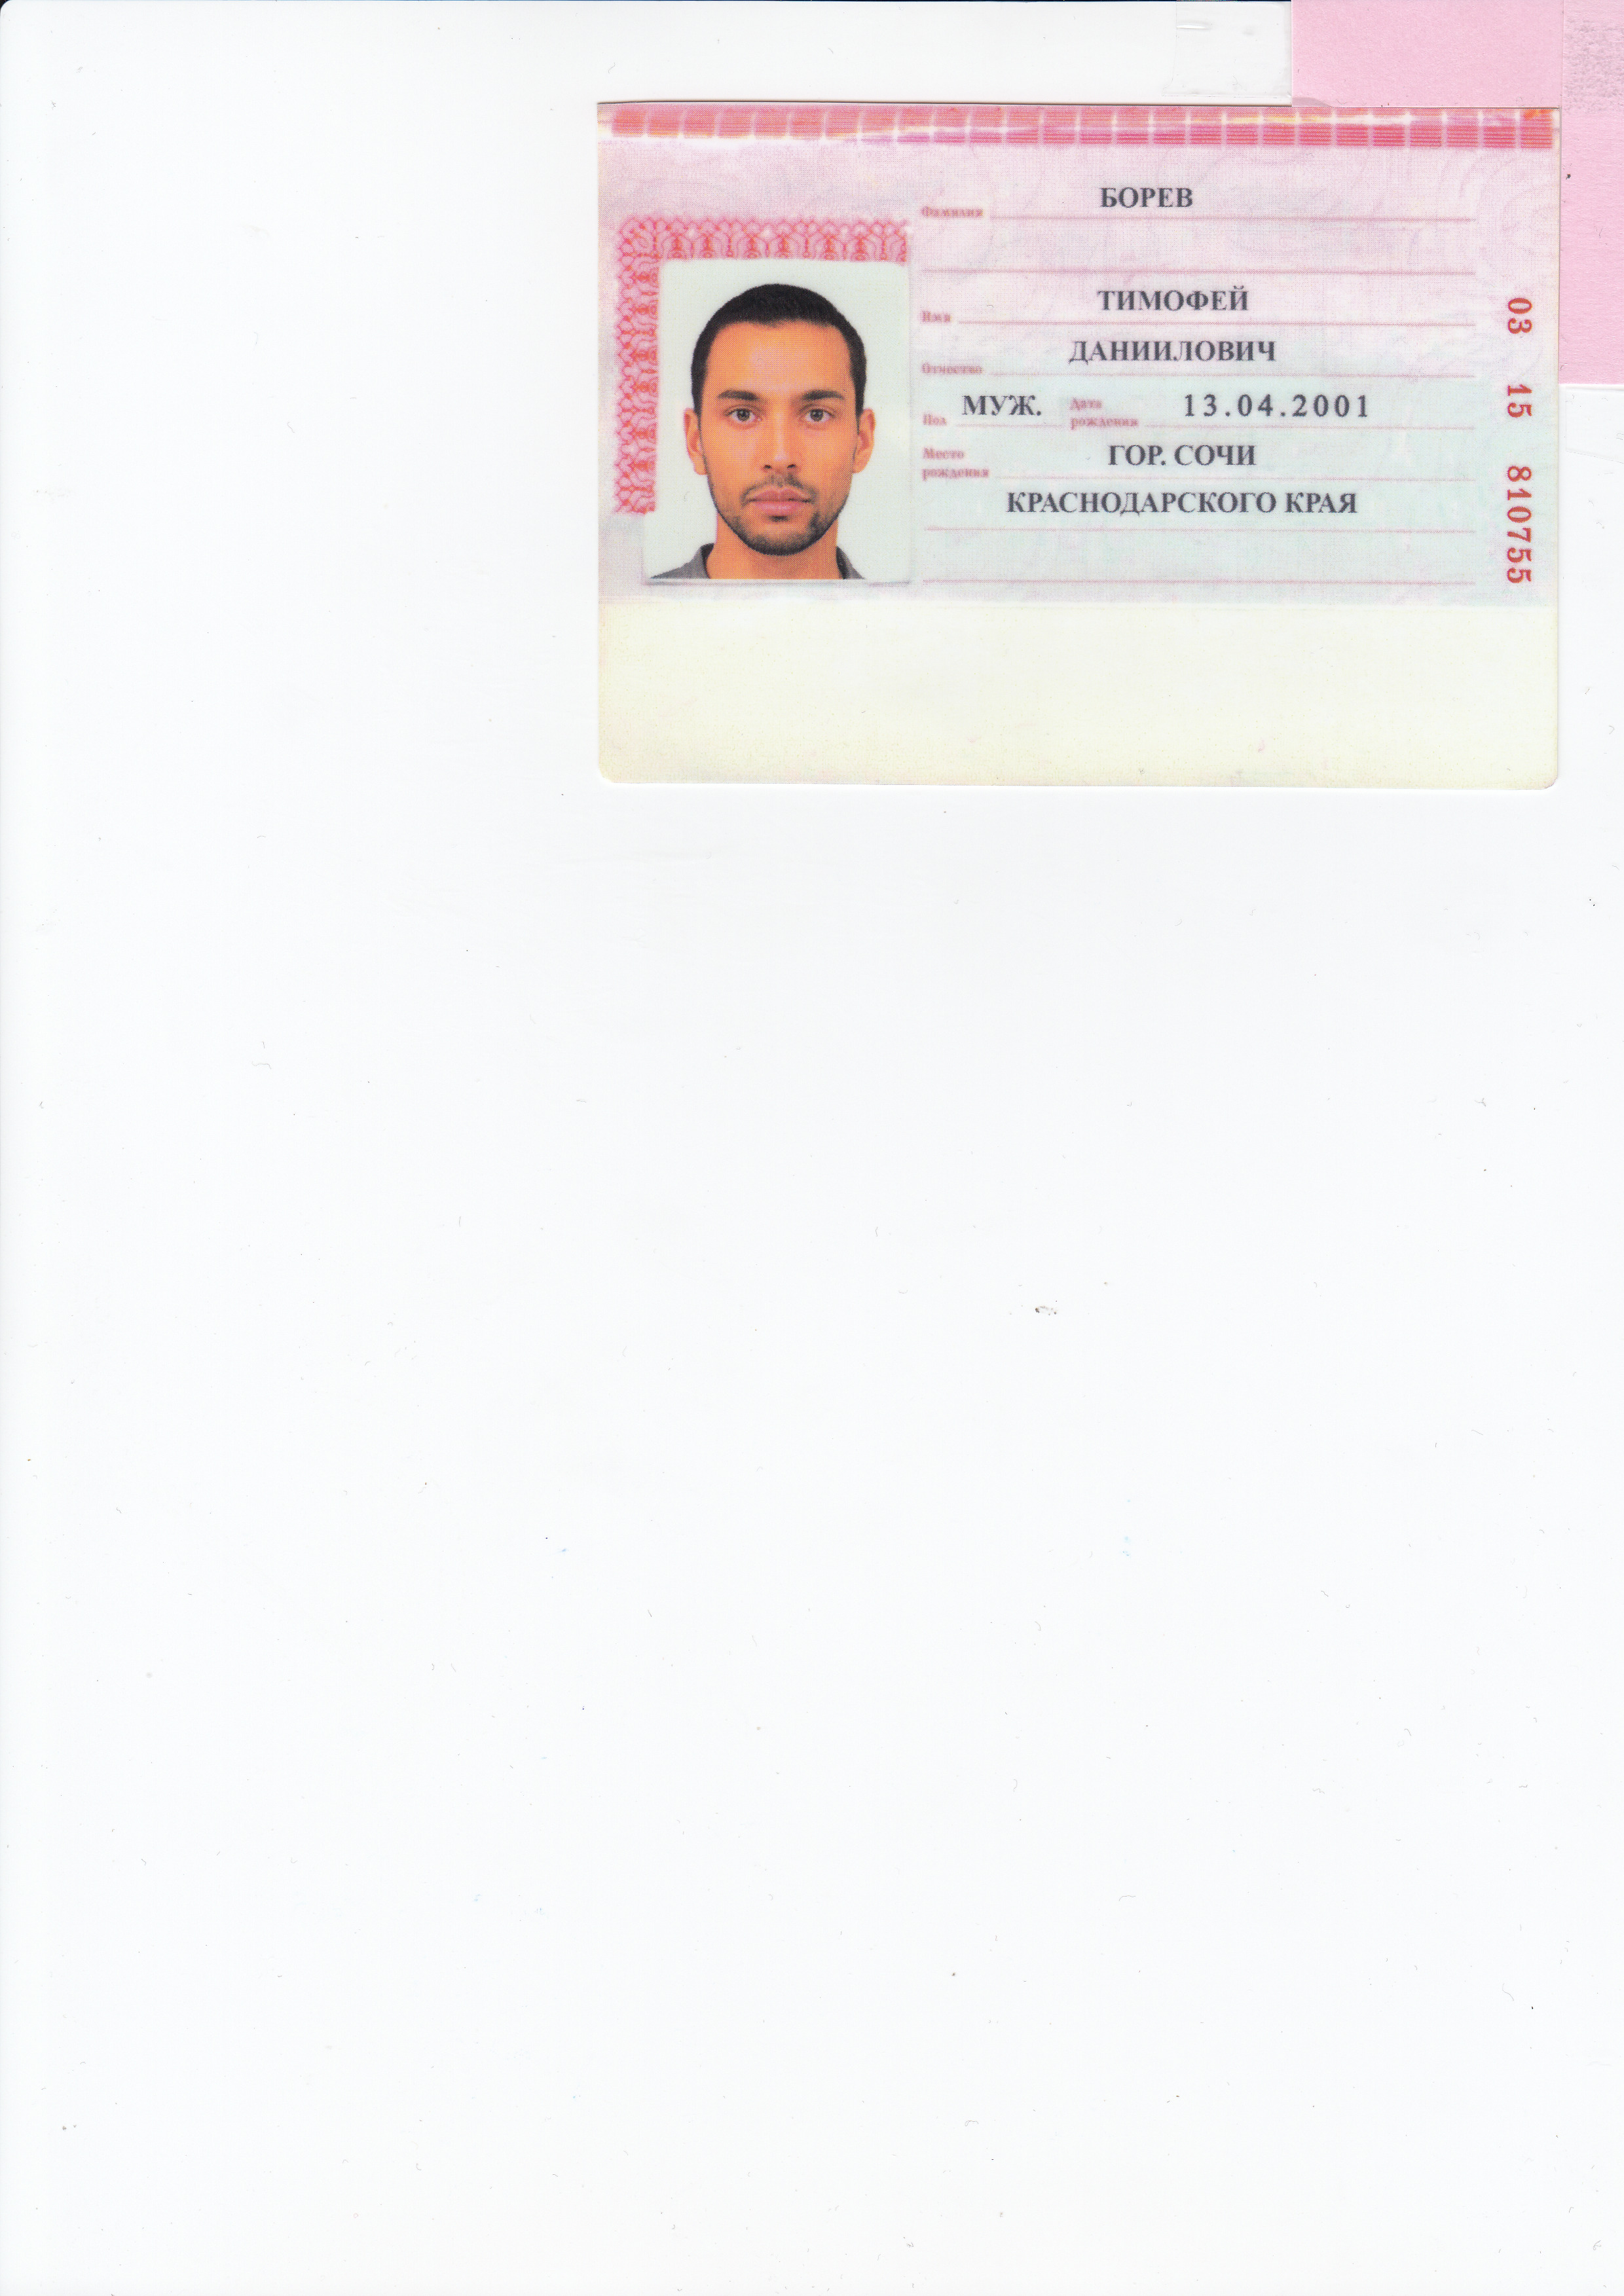 БОРЕВ
Фамилия
ТИМОФЕЙ
Имя
ДАНИИЛОВИЧ
Отчество
Пол МУЖ. Дата рождения 13.04.2001
Место рождения ГОР. СОЧИ
КРАСНОДАРСКОГО КРАЯ
03 15 810755